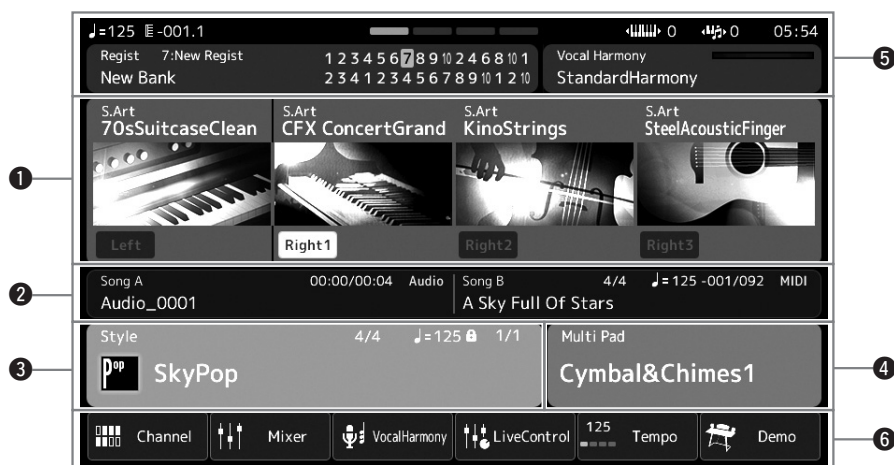 ♩=125 -001.1 0 0 05:54
Regist 7:New Regist 1 2 3 4 5 6 7 8 9 10 2 4 6 8 10 1 Vocal Harmony
New Bank 2 3 4 1 2 3 4 5 6 7 8 9 10 1 2 10 StandardHarmony
5
S.Art S.Art S.Art S.Art
70sSuitcaseClean CFX ConcertGrand KinoStrings SteelAcousticFinger
1
Left Right1 Right2 Right3
Song A 00:00/00:04 Audio Song B 4/4 ♩=125 -001/092 MIDI
2
Audio_0001 A Sky Full Of Stars
Style 4/4 ♩=125 1/1 Multi Pad
3 Pop SkyPop Cymbal&Chimes1 4
125
Channel Mixer VocalHarmony LiveControl Tempo Demo 6